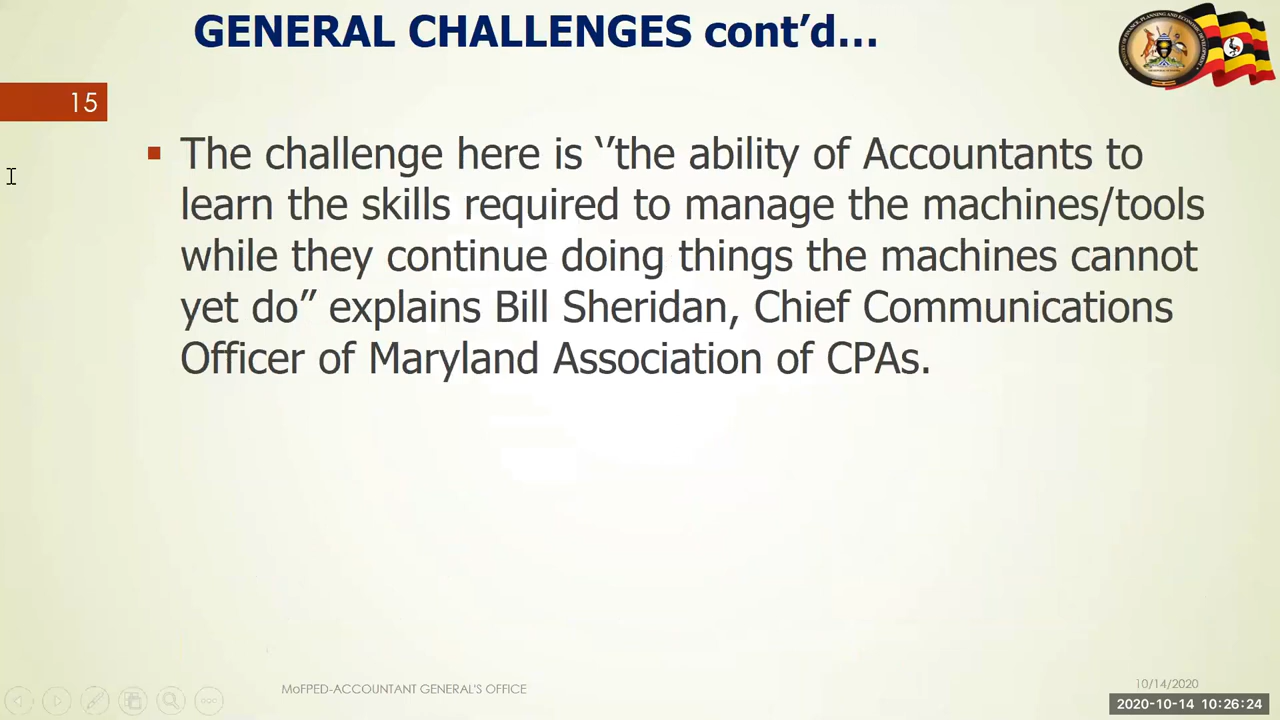 GENERAL CHALLENGES cont’d…
15
The challenge here is ‘’the ability of Accountants to
learn the skills required to manage the machines/tools
while they continue doing things the machines cannot
yet do” explains Bill Sheridan, Chief Communications
Officer of Maryland Association of CPAs.
MoFPED-ACCOUNTANT GENERAL'S OFFICE
10/14/2020
2020-10-14 10:26:24